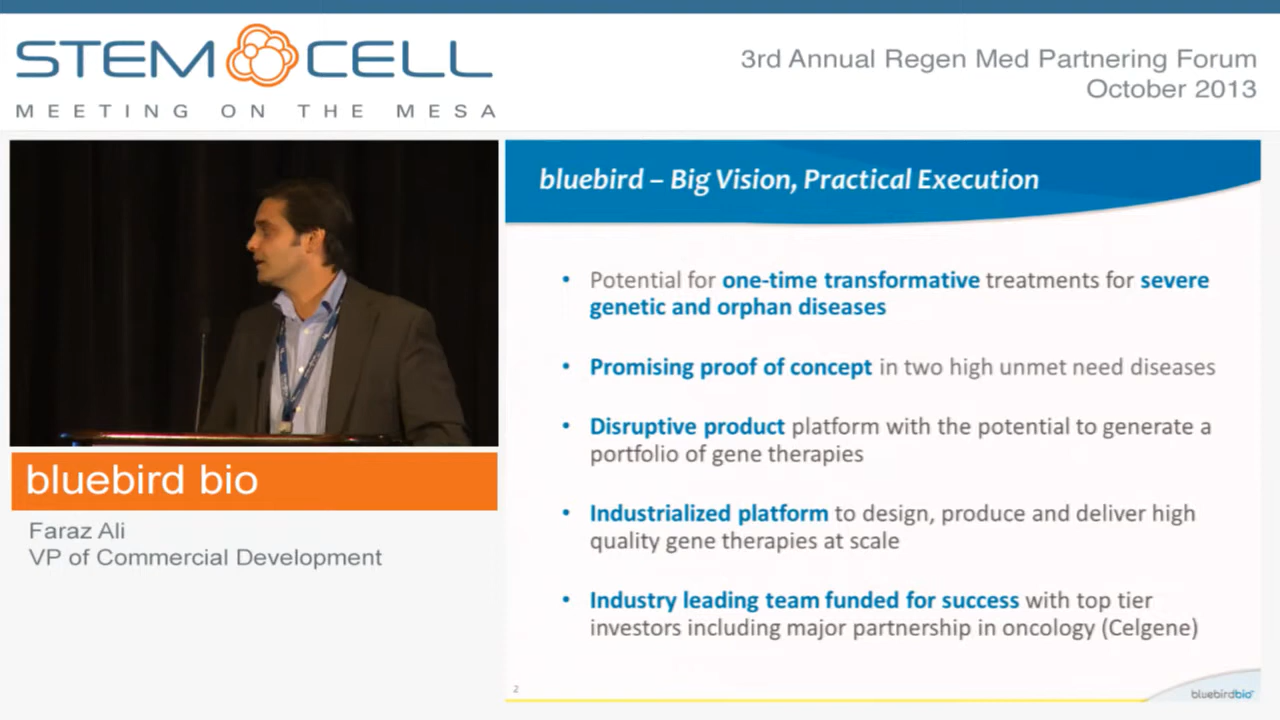 STEM CELL
MEETING ON THE MESA
3rd Annual Regen Med Partnering Forum
October 2013
bluebird – Big Vision, Practical Execution
• Potential for one-time transformative treatments for severe
genetic and orphan diseases
• Promising proof of concept in two high unmet need diseases
• Disruptive product platform with the potential to generate a
portfolio of gene therapies
• Industrialized platform to design, produce and deliver high
quality gene therapies at scale
• Industry leading team funded for success with top tier
investors including major partnership in oncology (Celgene)
2
bluebirdbio
bluebird bio
Faraz Ali
VP of Commercial Development